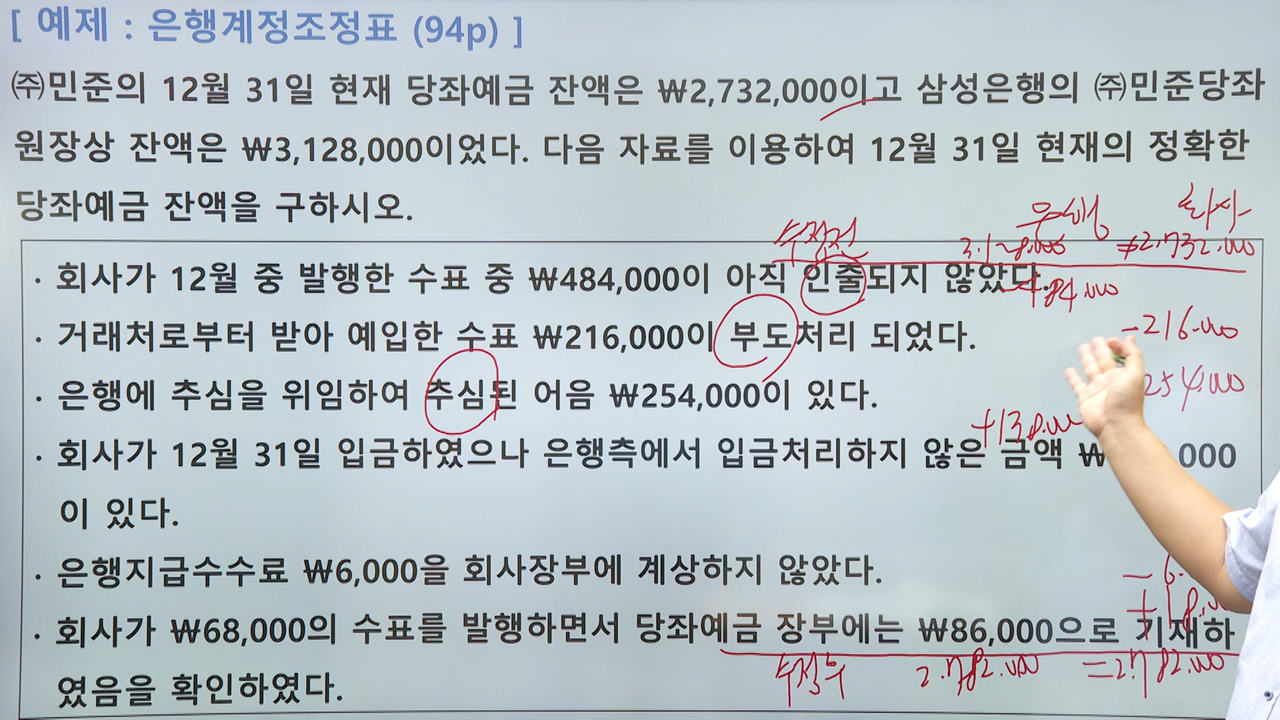 [ 예제 : 은행계정조정표 (94p) ]
㈜민준의 12월 31일 현재 당좌예금 잔액은 ₩2,732,000이고 삼성은행의 ㈜민준당좌
원장상 잔액은 ₩3,128,000이었다. 다음 자료를 이용하여 12월 31일 현재의 정확한
당좌예금 잔액을 구하시오.
은행 회사
수정전 3.128.000 ≠2.732.000
· 회사가 12월 중 발행한 수표 중 ₩484,000이 아직 인출되지 않았다.
84.000
· 거래처로부터 받아 예입한 수표 ₩216,000이 부도처리 되었다.
-216.000
· 은행에 추심을 위임하여 추심된 어음 ₩254,000이 있다.
254.000
+138.000
· 회사가 12월 31일 입금하였으나 은행측에서 입금처리하지 않은 금액 ₩ 000
이 있다.
· 은행지급수수료 ₩6,000을 회사장부에 계상하지 않았다.
- 6.
+18.00
· 회사가 ₩68,000의 수표를 발행하면서 당좌예금 장부에는 ₩86,000으로 기재하
였음을 확인하였다.
수정후 2.782.000 =2.782.000